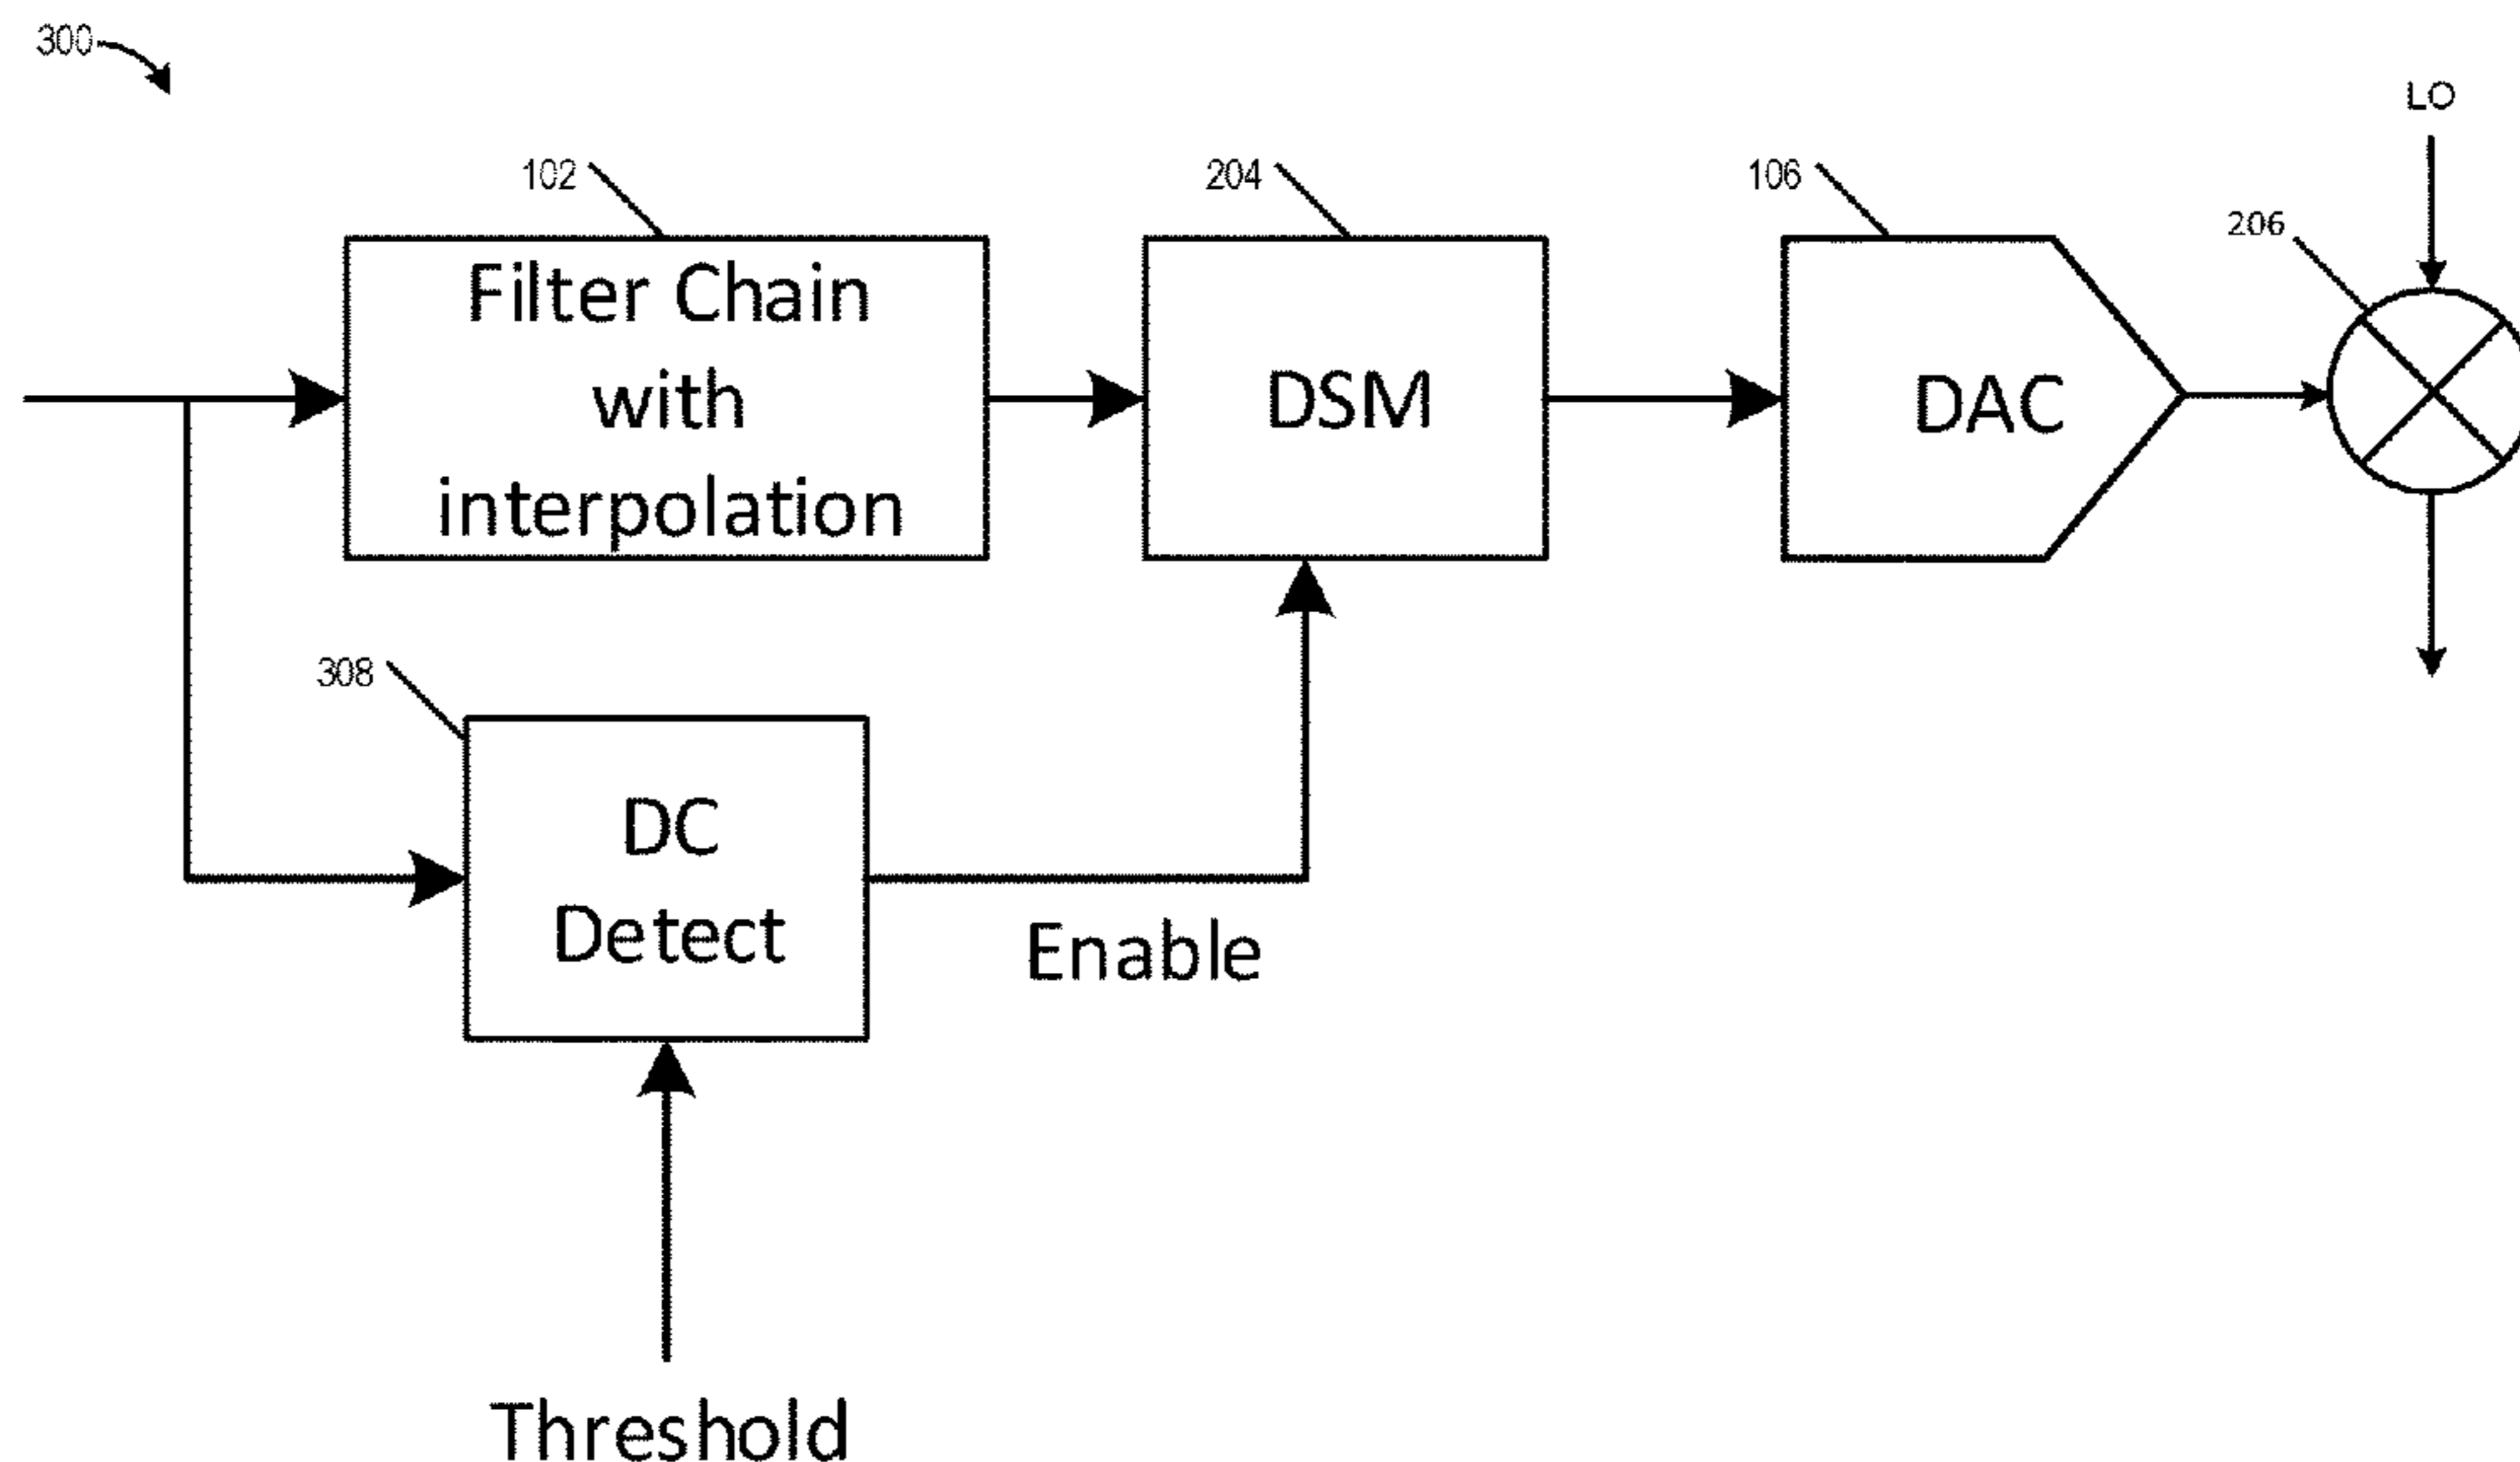 300
LO
102
204
106
206
Filter Chain
with
interpolation
DSM
DAC
308
DC
Detect
Enable
Threshold